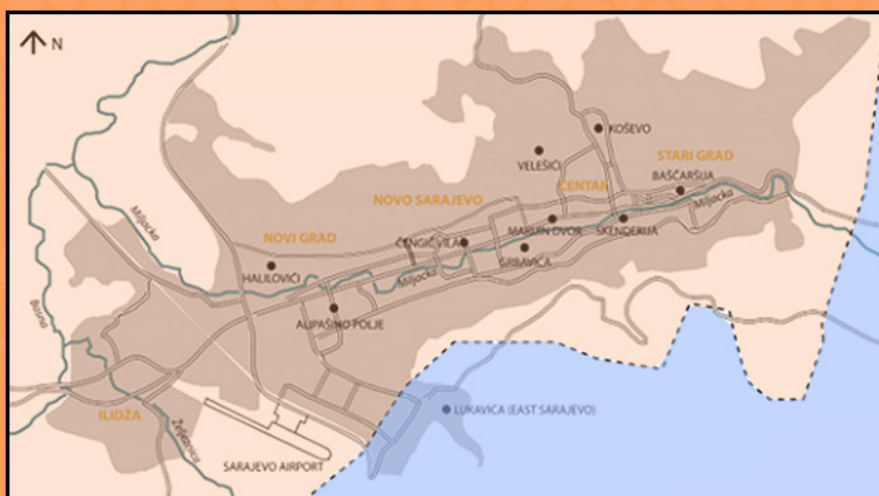 N
KOŠEVO
VELEŠIĆI
STARI GRAD
BAŠČARŠIJA
CENTAR
NOVO SARAJEVO
Miljacka
MARIJIN DVOR
SKENDERIJA
NOVI GRAD
ČENGIĆ VILA
GRBAVICA
HALILOVIĆI
Miljacka
Miljacka
Bosna
ALIPAŠINO POLJE
ILIDŽA
LUKAVICA (EAST SARAJEVO)
Željeznica
SARAJEVO AIRPORT